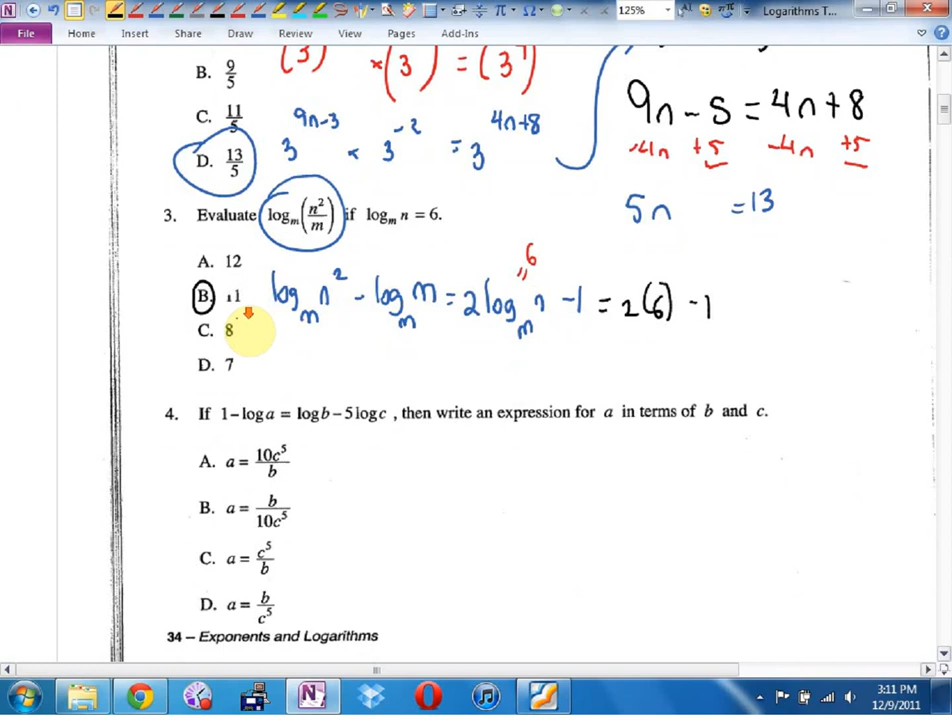 125%
Logarithms T...
File Home Insert Share Draw Review View Pages Add-Ins
(3) × (3) = (3)
B. 9/5
9n - 5 = 4n + 8
C. 11/5
-4n +5 -4n +5
3^(9n-3) × 3^(-2) = 3^(4n+8)
D. 13/5
5n = 13
3. Evaluate log_m (n²/m) if log_m n = 6.
A. 12
"6
B. 11 log_m n² - log_m m = 2 log_m n - 1 = 2(6) - 1
C. 8
D. 7
4. If 1 – log a = log b – 5 log c , then write an expression for a in terms of b and c.
A. a = 10c⁵/b
B. a = b/10c⁵
C. a = c⁵/b
D. a = b/c⁵
34 – Exponents and Logarithms
3:11 PM
12/9/2011